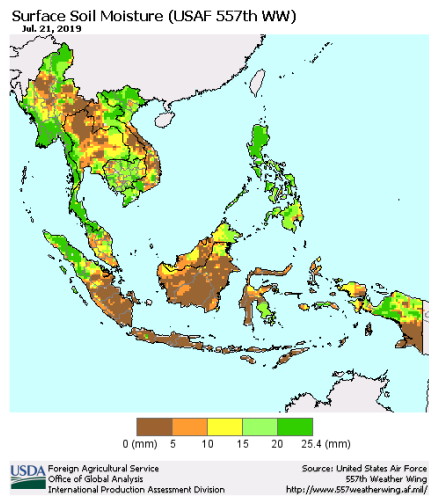 Surface Soil Moisture (USAF 557th WW)
Jul. 21, 2019
0 (mm) 5 10 15 20 25.4 (mm)
USDA
Foreign Agricultural Service
Office of Global Analysis
International Production Assessment Division
Source: United States Air Force
557th Weather Wing
http://www.557weatherwing.af.mil/